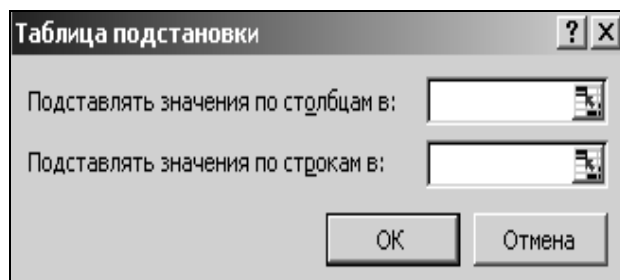 Таблица подстановки
Подставлять значения по столбцам в:
Подставлять значения по строкам в:
ОК Отмена